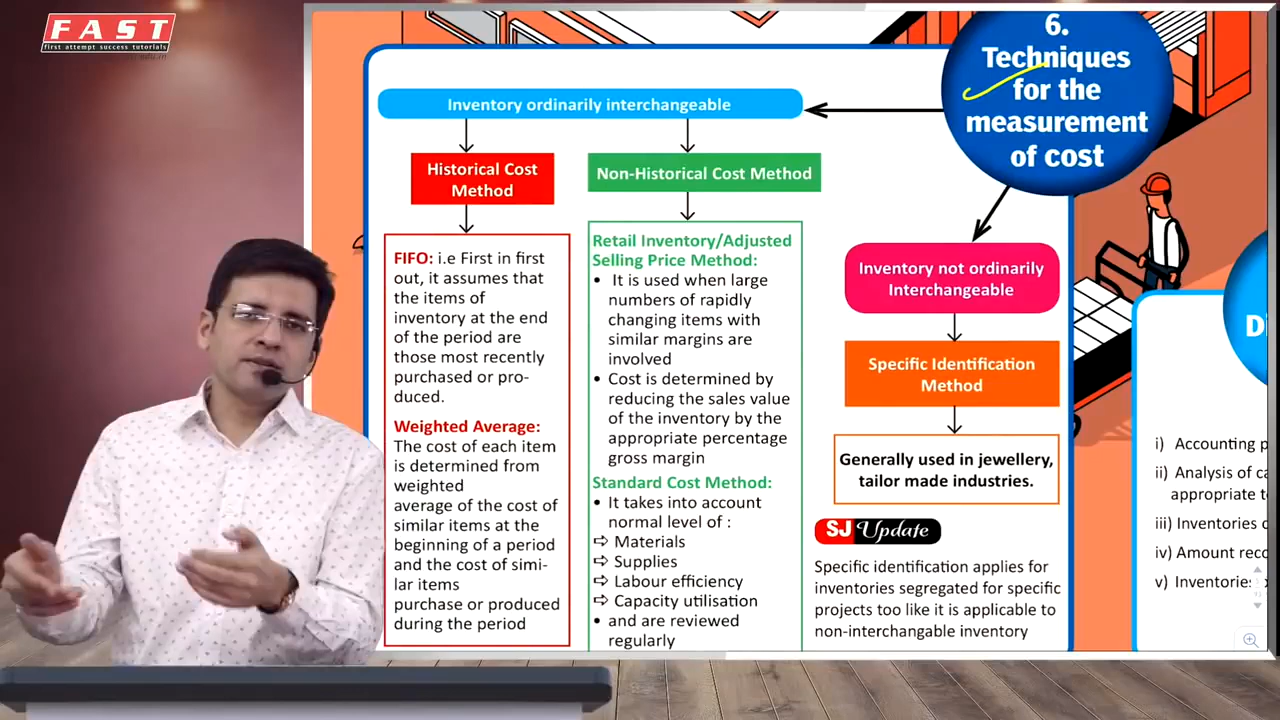 FAST
first attempt success tutorials
6.
Techniques
for the
measurement
of cost
Inventory ordinarily interchangeable
Historical Cost
Method
FIFO: i.e First in first
out, it assumes that
the items of
inventory at the end
of the period are
those most recently
purchased or pro-
duced.
Weighted Average:
The cost of each item
is determined from
weighted
average of the cost of
similar items at the
beginning of a period
and the cost of simi-
lar items
purchase or produced
during the period
Non-Historical Cost Method
Retail Inventory/Adjusted
Selling Price Method:
• It is used when large
numbers of rapidly
changing items with
similar margins are
involved
• Cost is determined by
reducing the sales value
of the inventory by the
appropriate percentage
gross margin
Standard Cost Method:
• It takes into account
normal level of :
⇨ Materials
⇨ Supplies
⇨ Labour efficiency
⇨ Capacity utilisation
• and are reviewed
regularly
Inventory not ordinarily
Interchangeable
Specific Identification
Method
Generally used in jewellery,
tailor made industries.
SJ Update
Specific identification applies for
inventories segregated for specific
projects too like it is applicable to
non-interchangable inventory
i) Accounting
ii) Analysis of
appropriate
iii) Inventories
iv) Amount
v) Inventories